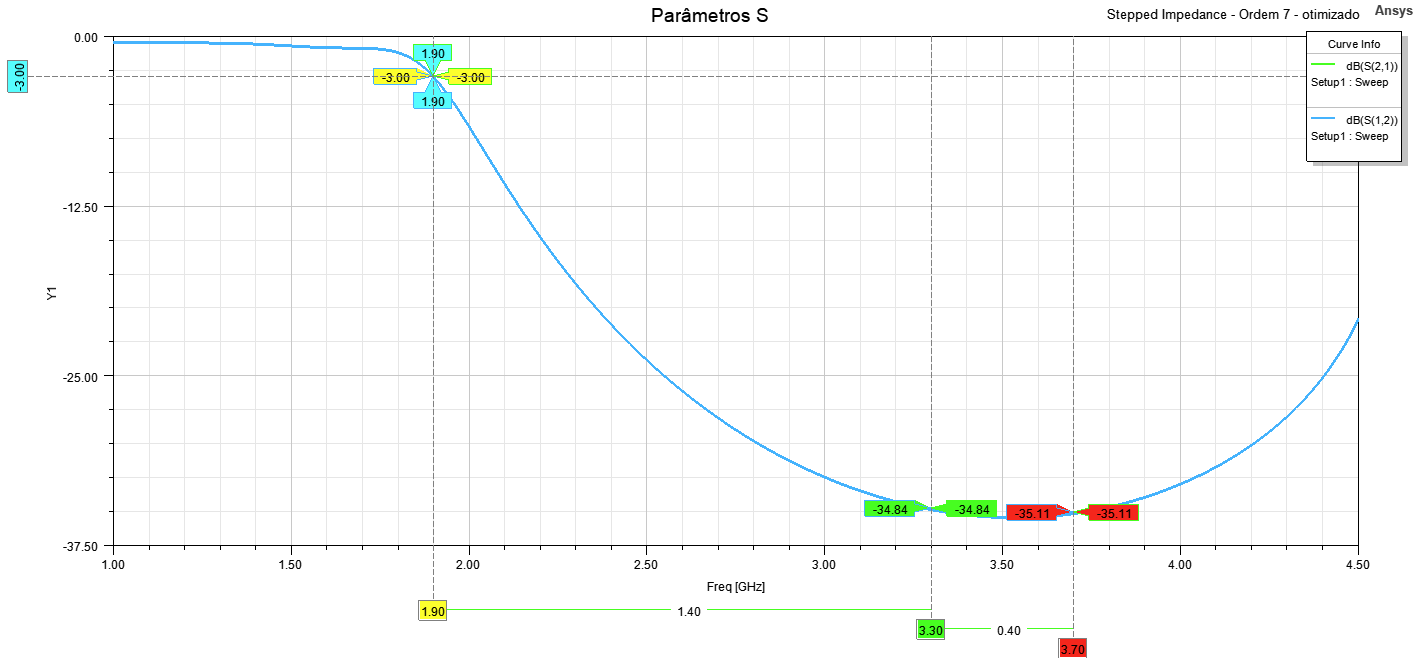 Parâmetros S
Stepped Impedance - Ordem 7 - otimizado
Ansys
Curve Info
dB(S(2,1))
Setup1 : Sweep
dB(S(1,2))
Setup1 : Sweep
0.00
-12.50
-25.00
-37.50
Y1
-3.00
1.90
-3.00
-3.00
1.90
-34.84
-34.84
-35.11
-35.11
1.00
1.50
2.00
2.50
3.00
3.50
4.00
4.50
Freq [GHz]
1.90
1.40
3.30
0.40
3.70